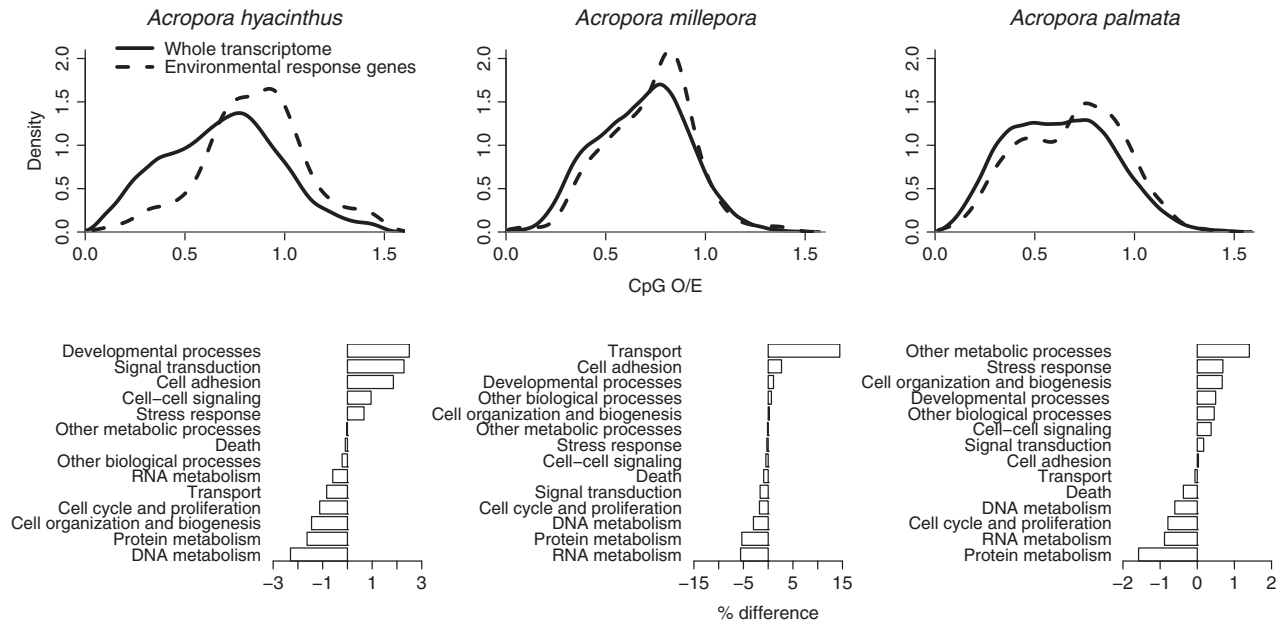 Acropora hyacinthus
Acropora millepora
Acropora palmata
Whole transcriptome
Environmental response genes
Density
2.0
1.5
1.0
0.5
0.0
0.0 0.5 1.0 1.5
2.0
1.5
1.0
0.5
0.0
0.0 0.5 1.0 1.5
CpG O/E
2.0
1.5
1.0
0.5
0.0
0.0 0.5 1.0 1.5
Developmental processes
Signal transduction
Cell adhesion
Cell−cell signaling
Stress response
Other metabolic processes
Death
Other biological processes
RNA metabolism
Transport
Cell cycle and proliferation
Cell organization and biogenesis
Protein metabolism
DNA metabolism
−3 −1 1 3
Transport
Cell adhesion
Developmental processes
Other biological processes
Cell organization and biogenesis
Other metabolic processes
Stress response
Cell−cell signaling
Death
Signal transduction
Cell cycle and proliferation
DNA metabolism
Protein metabolism
RNA metabolism
−15 −5 5 15
% difference
Other metabolic processes
Stress response
Cell organization and biogenesis
Developmental processes
Other biological processes
Cell−cell signaling
Signal transduction
Cell adhesion
Transport
Death
DNA metabolism
Cell cycle and proliferation
RNA metabolism
Protein metabolism
−2 −1 0 1 2